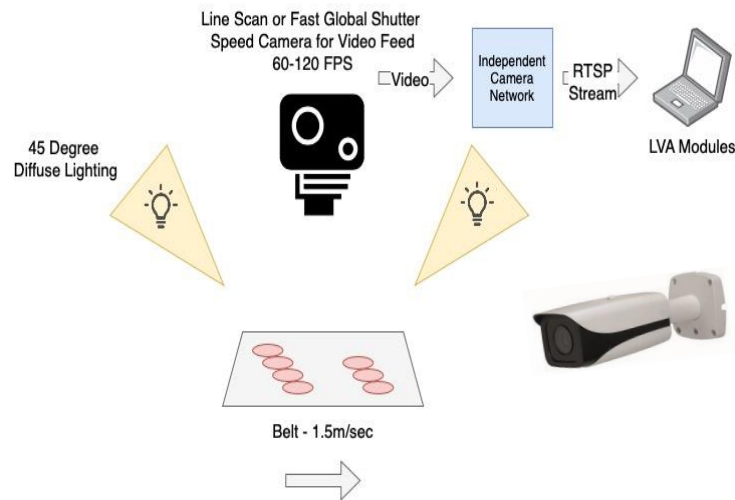 Line Scan or Fast Global Shutter
Speed Camera for Video Feed
60-120 FPS
Video
Independent
Camera
Network
RTSP
Stream
LVA Modules
45 Degree
Diffuse Lighting
Belt - 1.5m/sec